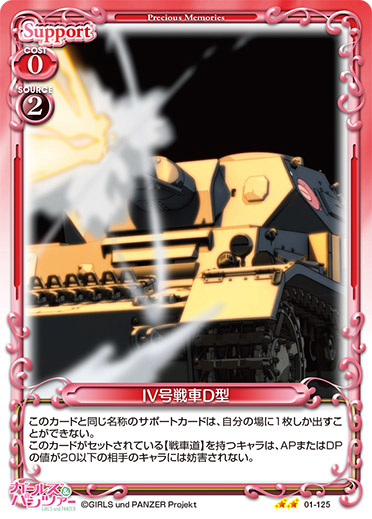 Precious Memories
Support
COST
0
SOURCE
2
IV号戦車D型
このカードと同じ名称のサポートカードは、自分の場に1枚しか出すこ
とができない。
このカードがセットされている【戦車道】を持つキャラは、APまたはDP
の値が20以下の相手のキャラには妨害されない。
ガールズ&パンツァー
GIRLS und PANZER
©GIRLS und PANZER Projekt
01-125